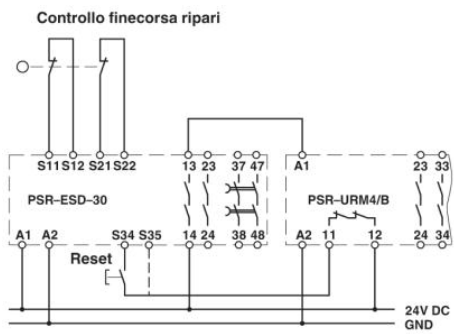 Controllo finecorsa ripari
S11 S12 S21 S22 13 23 37 47 A1 23 33
PSR–ESD–30 PSR–URM4/B
A1 A2 S34 S35 14 24 38 48 A2 11 12 24 34
Reset
24V DC
GND